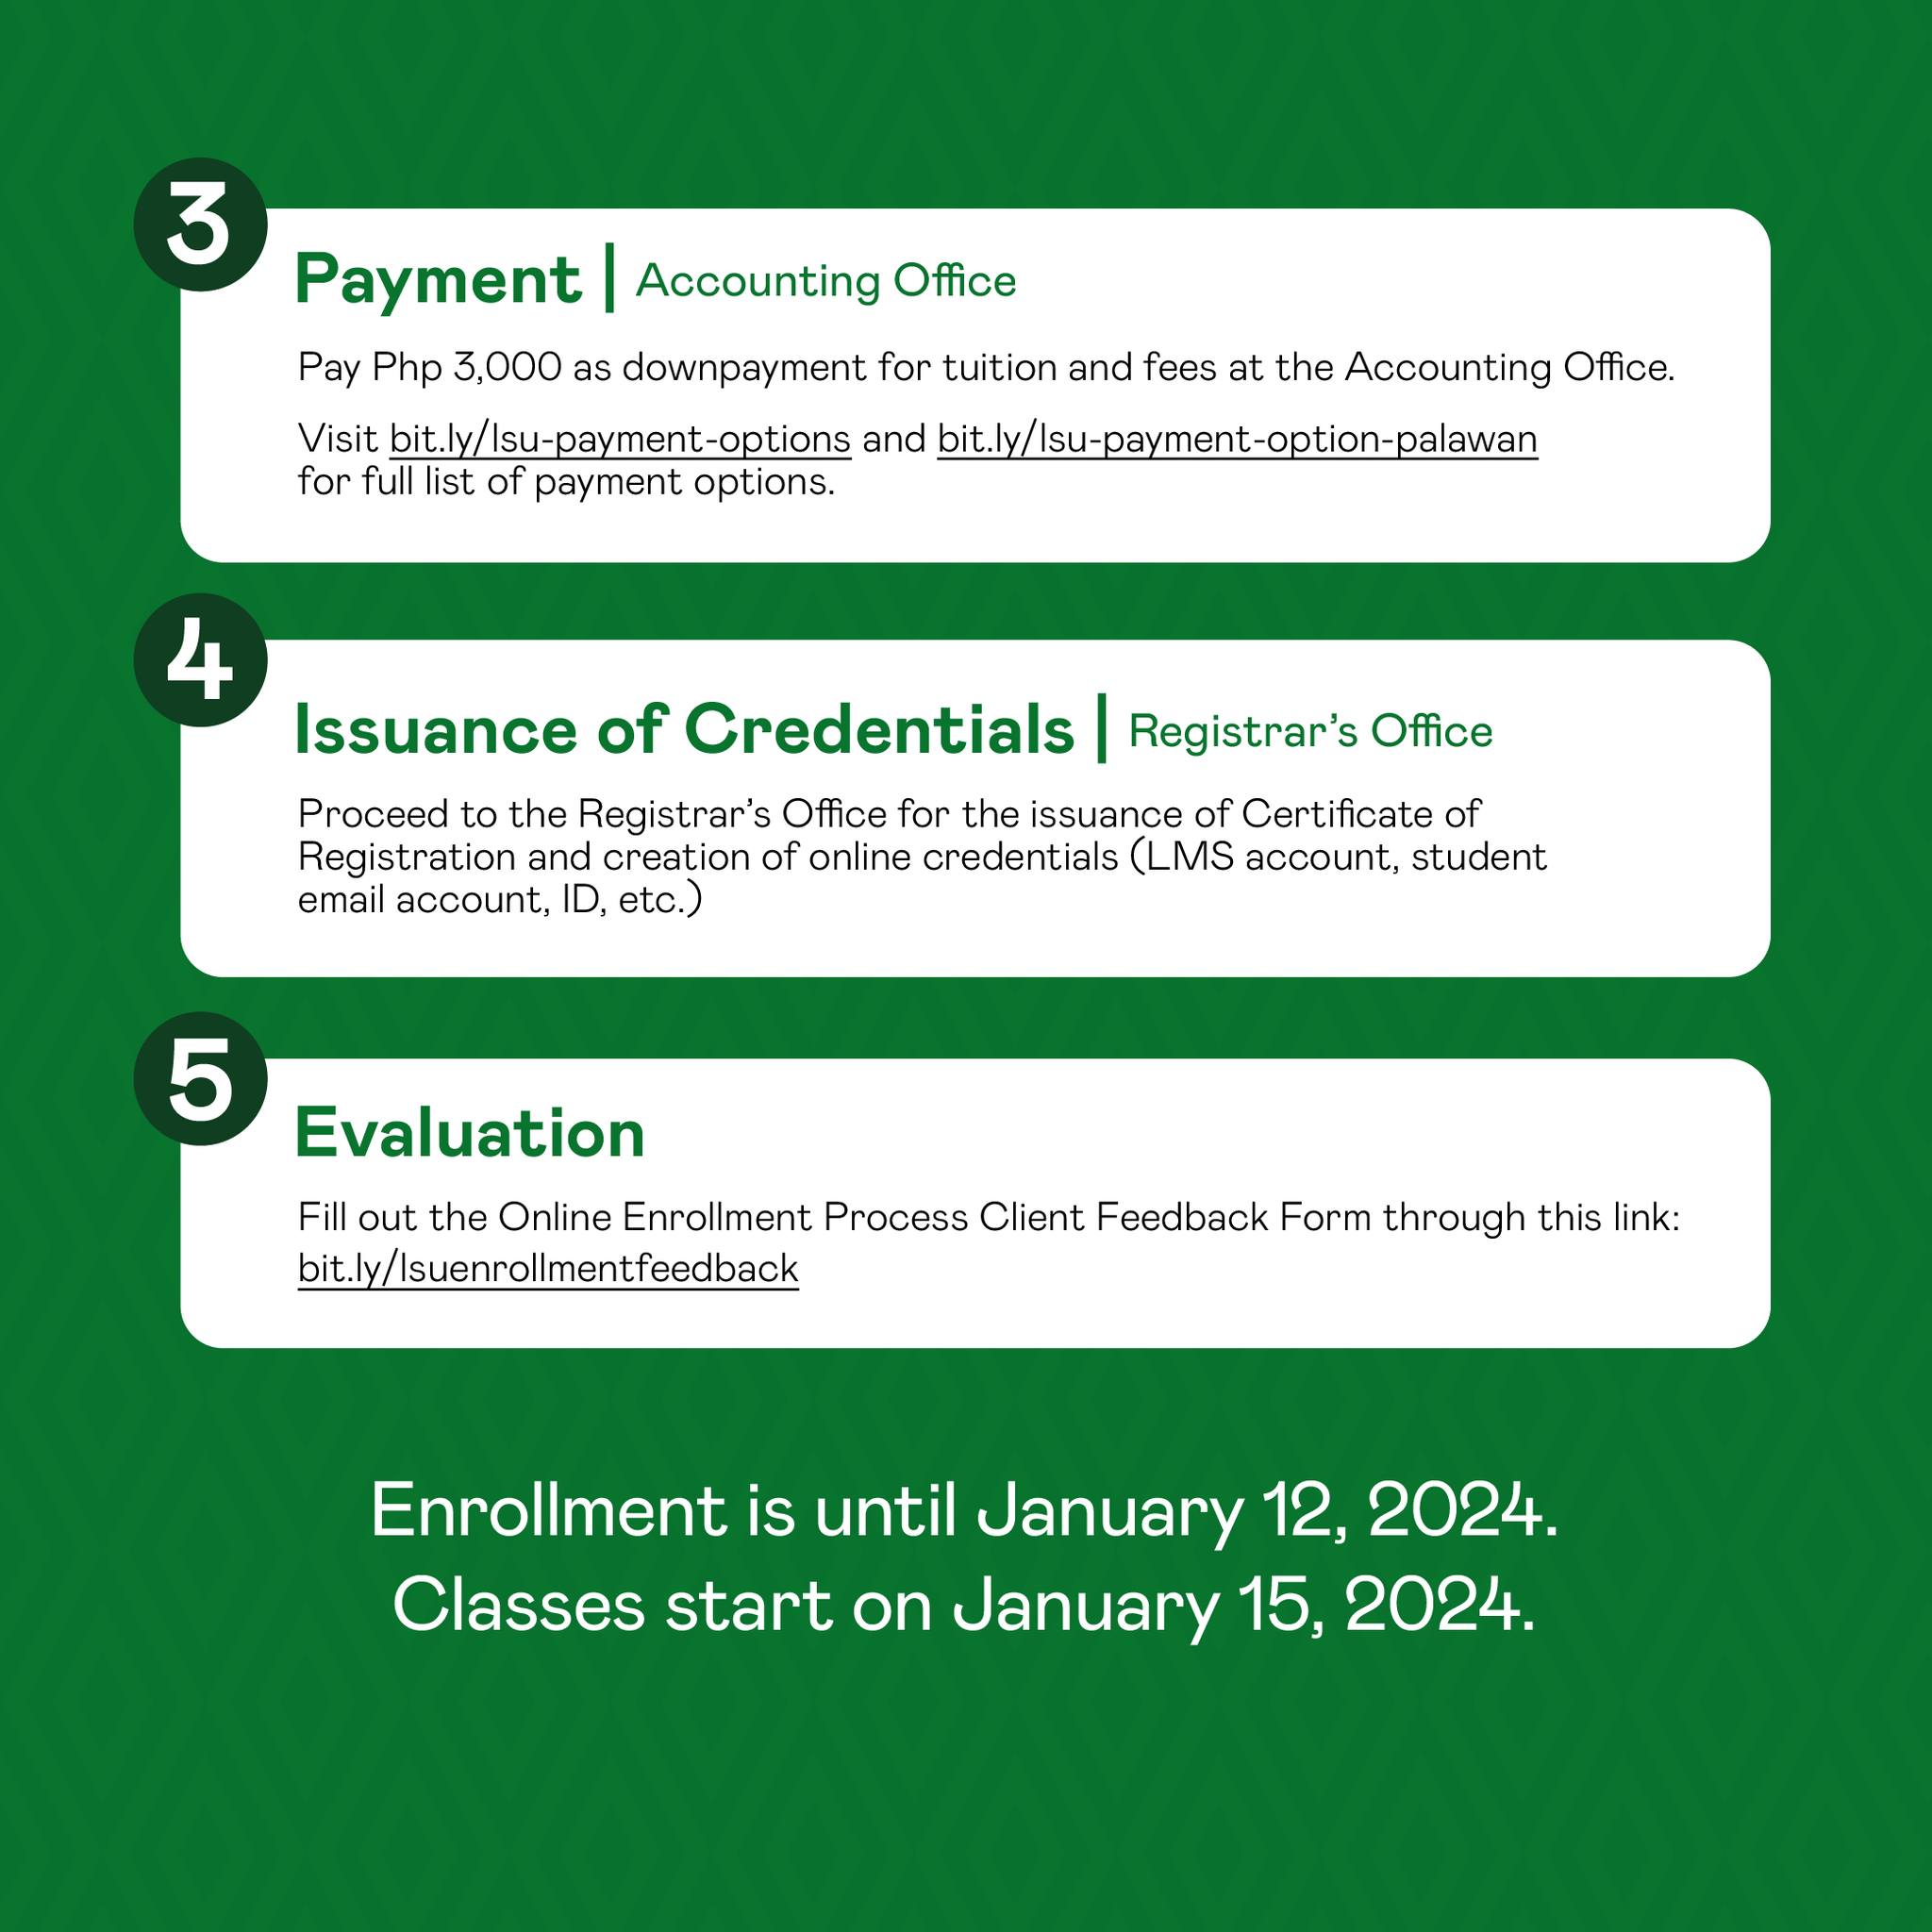 3
Payment | Accounting Office
Pay Php 3,000 as downpayment for tuition and fees at the Accounting Office.
Visit bit.ly/lsu-payment-options and bit.ly/lsu-payment-option-palawan
for full list of payment options.
4
Issuance of Credentials | Registrar’s Office
Proceed to the Registrar’s Office for the issuance of Certificate of
Registration and creation of online credentials (LMS account, student
email account, ID, etc.)
5
Evaluation
Fill out the Online Enrollment Process Client Feedback Form through this link:
bit.ly/lsuenrollmentfeedback
Enrollment is until January 12, 2024.
Classes start on January 15, 2024.